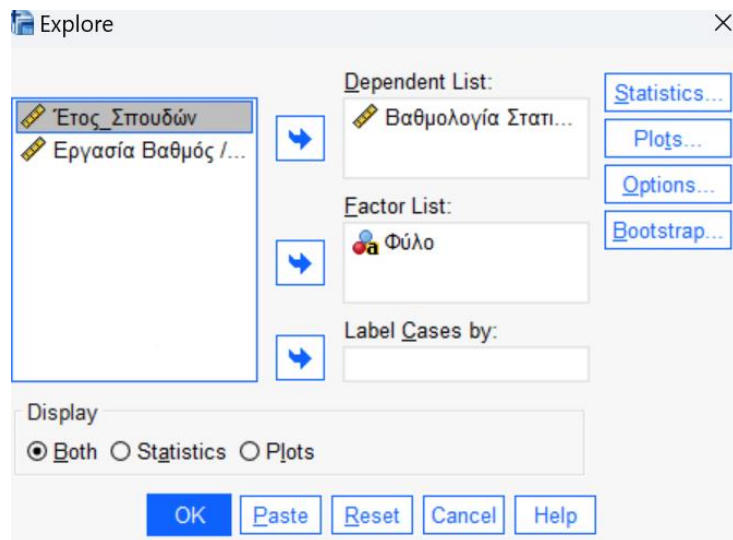 Explore
Dependent List:
Statistics...
Έτος_Σπουδών
Βαθμολογία Στατι...
Εργασία Βαθμός /...
Plots...
Options...
Factor List:
Bootstrap...
Φύλο
Label Cases by:
Display
Both Statistics Plots
OK Paste Reset Cancel Help